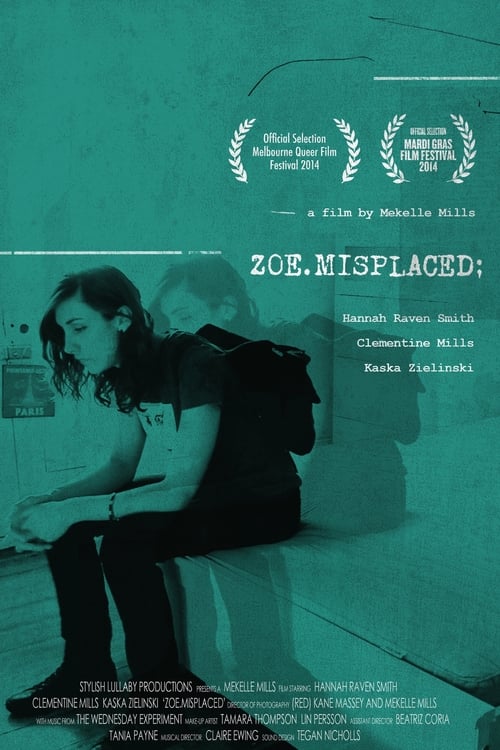 Official Selection
Melbourne Queer Film
Festival 2014
OFFICIAL SELECTION
MARDI GRAS
FILM FESTIVAL
2014
a film by Mekelle Mills
ZOE.MISPLACED;
Hannah Raven Smith
Clementine Mills
Kaska Zielinski
PARIS
STYLISH LULLABY PRODUCTIONS PRESENTS A MEKELLE MILLS FILM STARRING HANNAH RAVEN SMITH
CLEMENTINE MILLS KASKA ZIELINSKI 'ZOE.MISPLACED' DIRECTOR OF PHOTOGRAPHY (RED) KANE MASSEY AND MEKELLE MILLS
WITH MUSIC FROM THE WEDNESDAY EXPERIMENT MAKE-UP ARTIST TAMARA THOMPSON LIN PERSSON ASSISTANT DIRECTOR BEATRIZ CORIA
TANIA PAYNE MUSICAL DIRECTOR CLAIRE EWING SOUND DESIGN TEGAN NICHOLLS